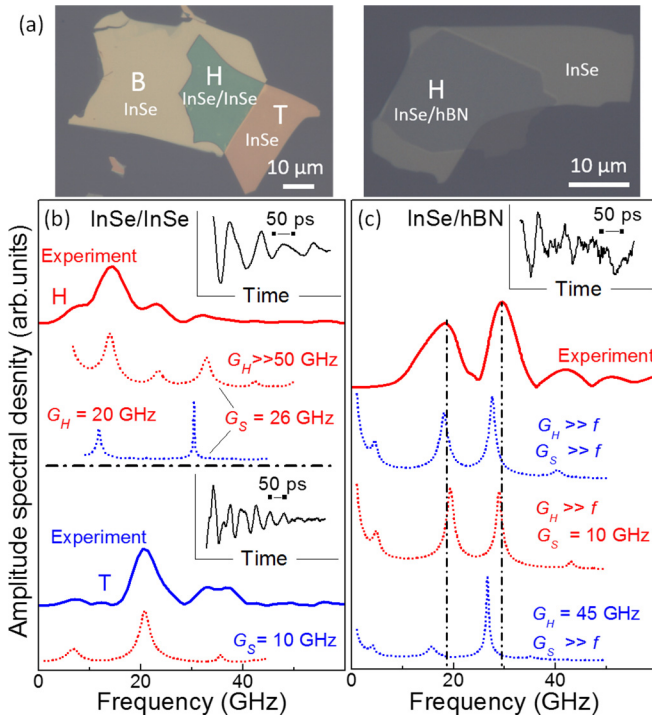 (a)
B
InSe
H
InSe/InSe
T
InSe
10 μm
InSe
H
InSe/hBN
10 μm
Amplitude spectral desnity (arb.units)
(b) InSe/InSe
50 ps
Time
Experiment
H
G_H>>50 GHz
G_H = 20 GHz
G_S = 26 GHz
50 ps
Time
Experiment
T
G_S = 10 GHz
0 20 40
Frequency (GHz)
(c) InSe/hBN
50 ps
Time
Experiment
G_H >> f
G_S >> f
G_H >> f
G_S = 10 GHz
G_H = 45 GHz
G_S >> f
0 20 40
Frequency (GHz)